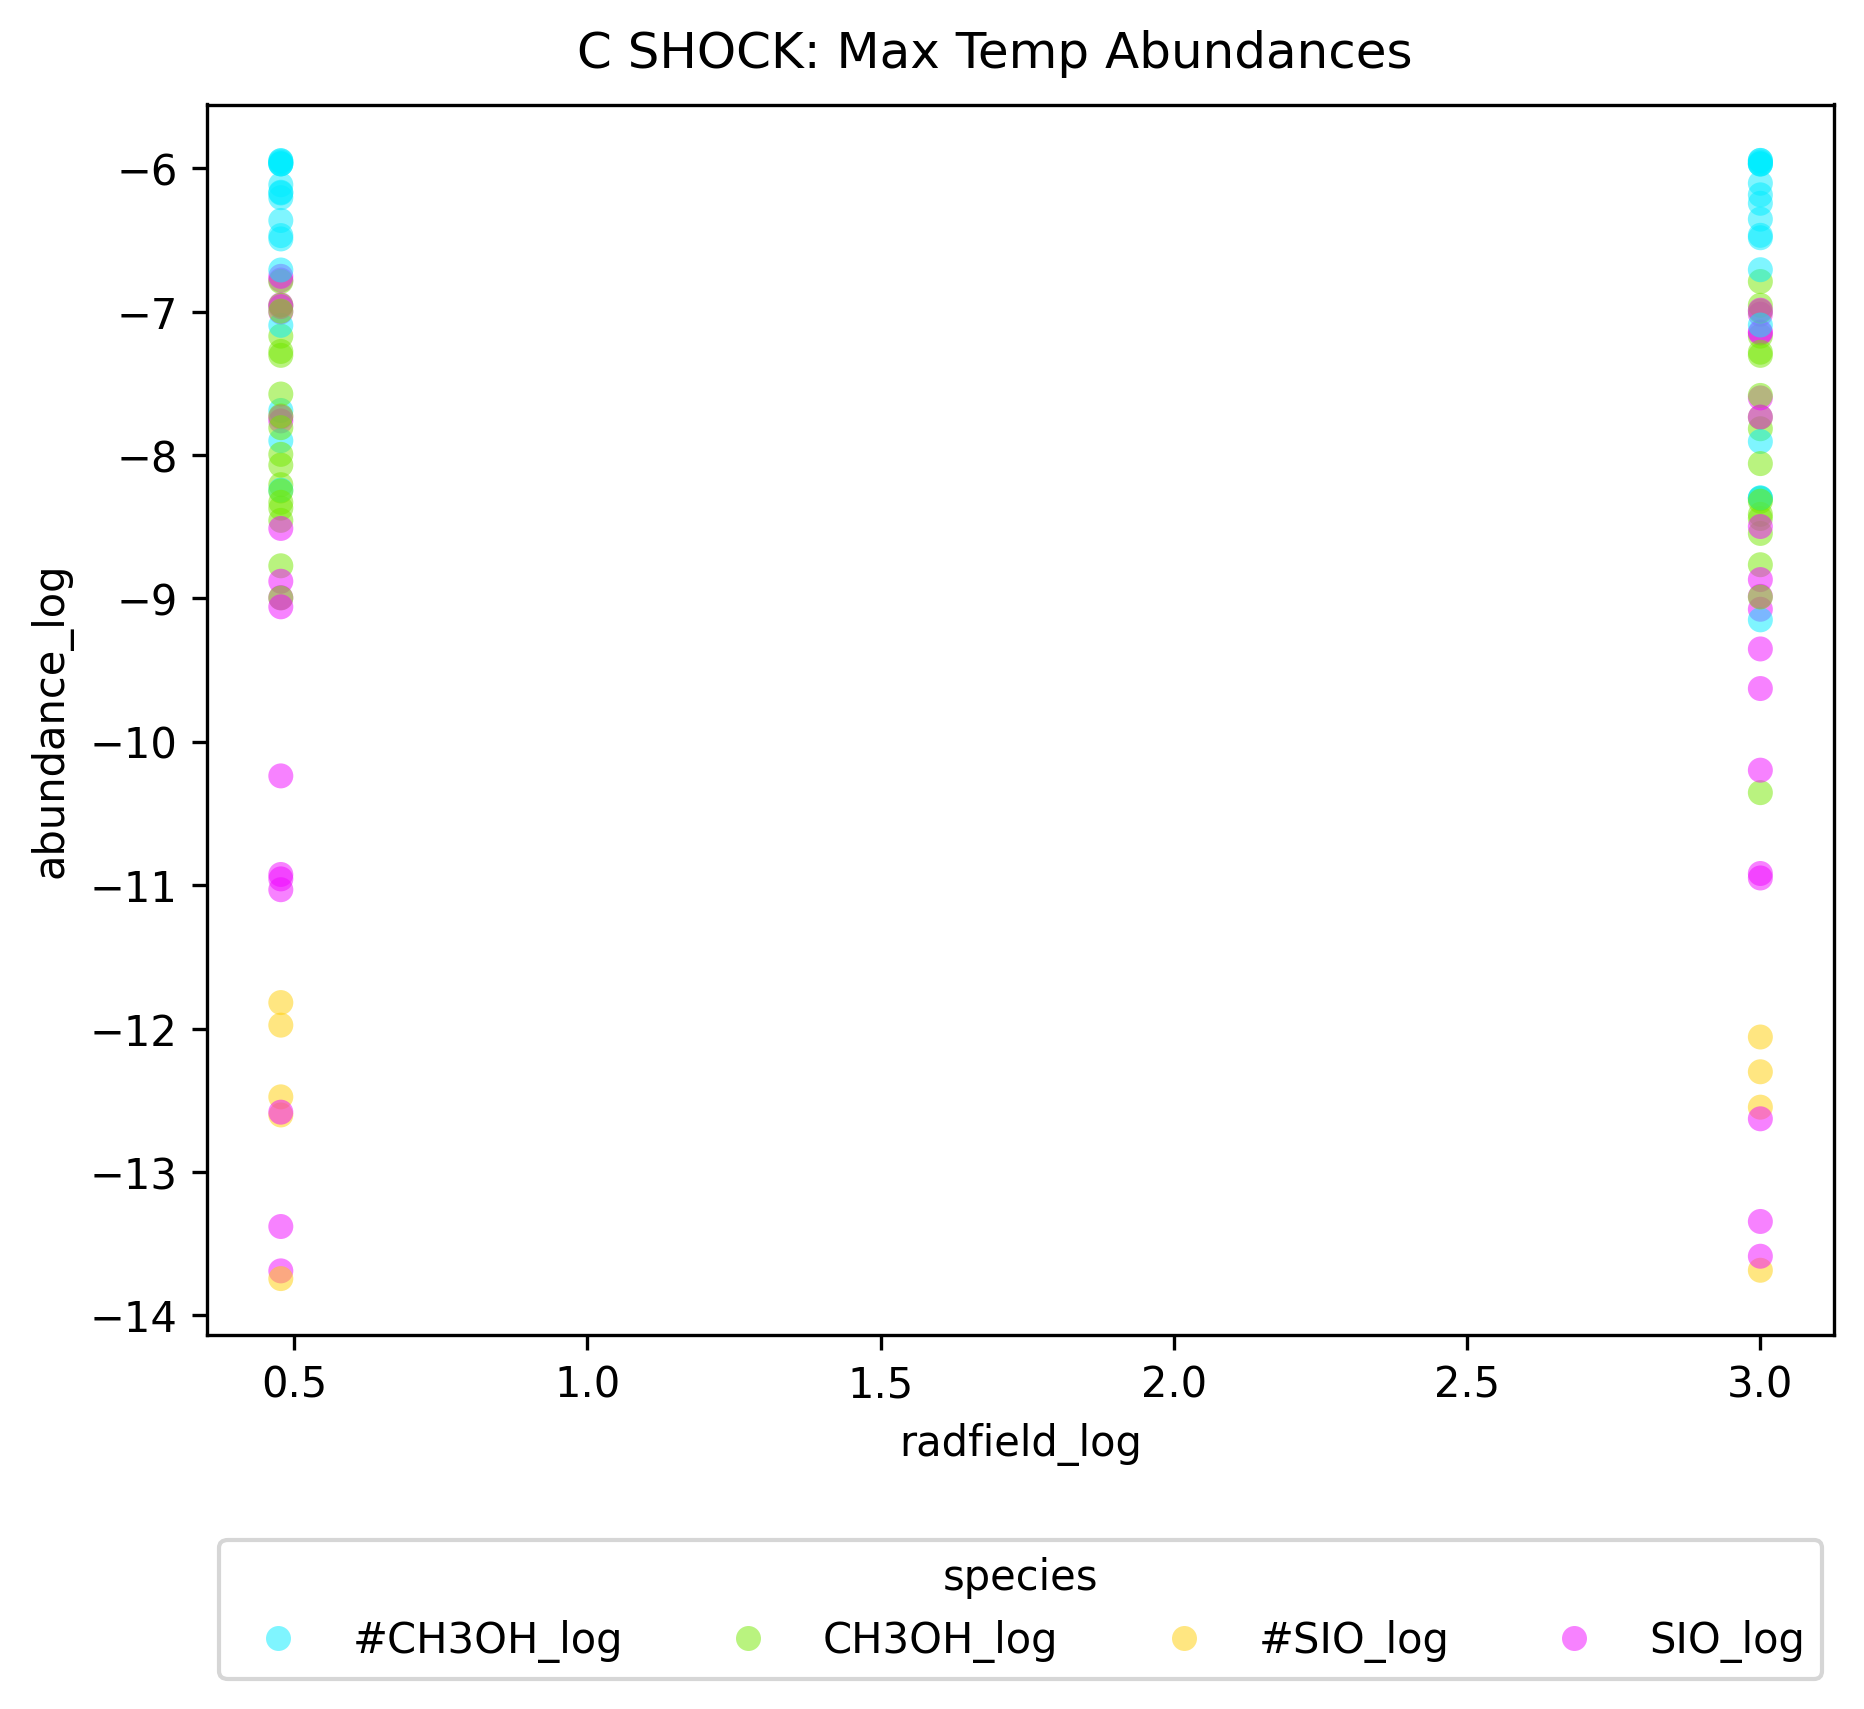 C SHOCK: Max Temp Abundances
−6
−7
−8
−9
−10
−11
−12
−13
−14
abundance_log
0.5 1.0 1.5 2.0 2.5 3.0
radfield_log
species
#CH3OH_log CH3OH_log #SIO_log SIO_log